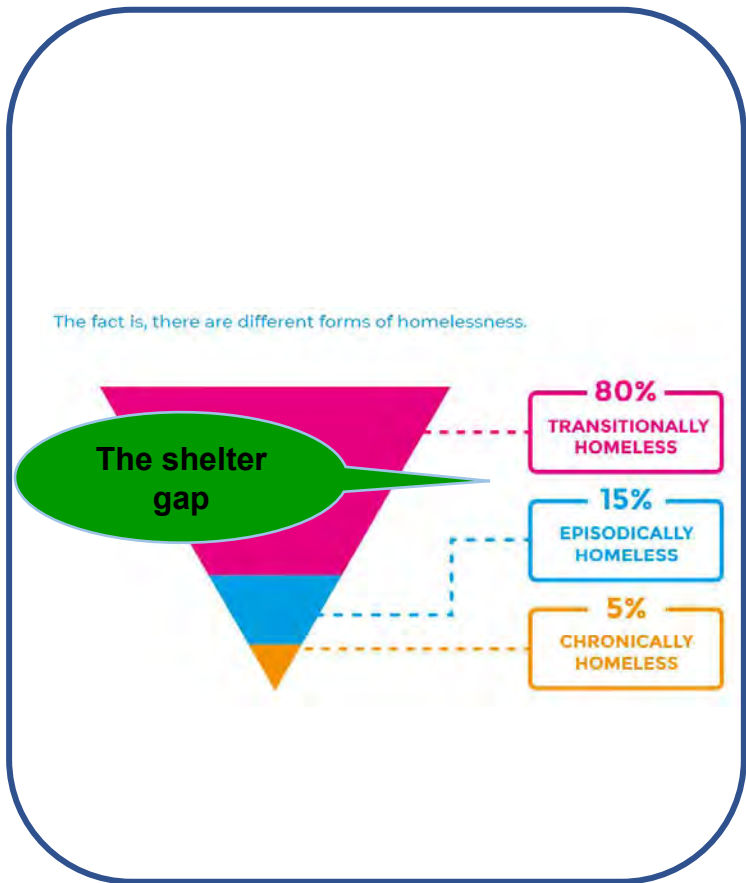 The fact is, there are different forms of homelessness.
The shelter
gap
80%
TRANSITIONALLY
HOMELESS
15%
EPISODICALLY
HOMELESS
5%
CHRONICALLY
HOMELESS